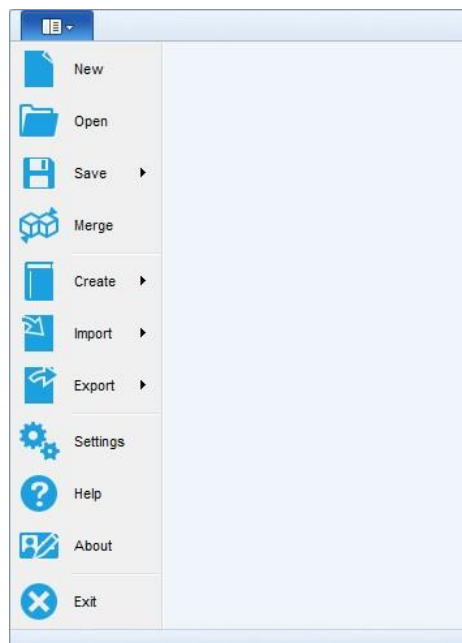 New
Open
Save
Merge
Create
Import
Export
Settings
Help
About
Exit